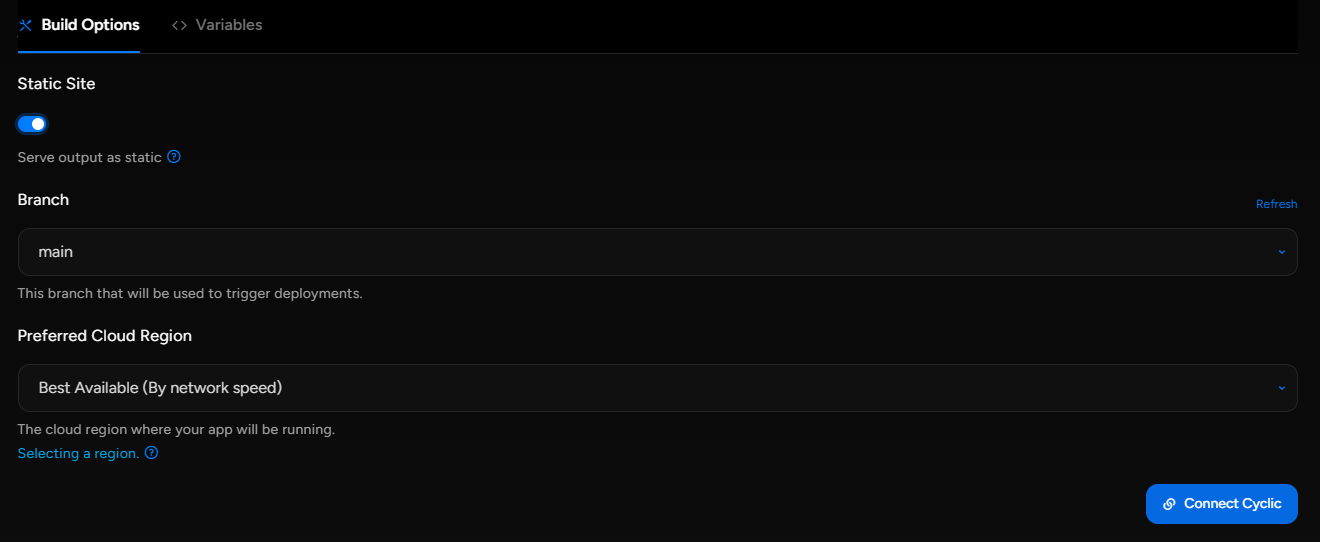 Build Options
<> Variables
Static Site
Serve output as static
Branch
Refresh
main
This branch that will be used to trigger deployments.
Preferred Cloud Region
Best Available (By network speed)
The cloud region where your app will be running.
Selecting a region.
Connect Cyclic